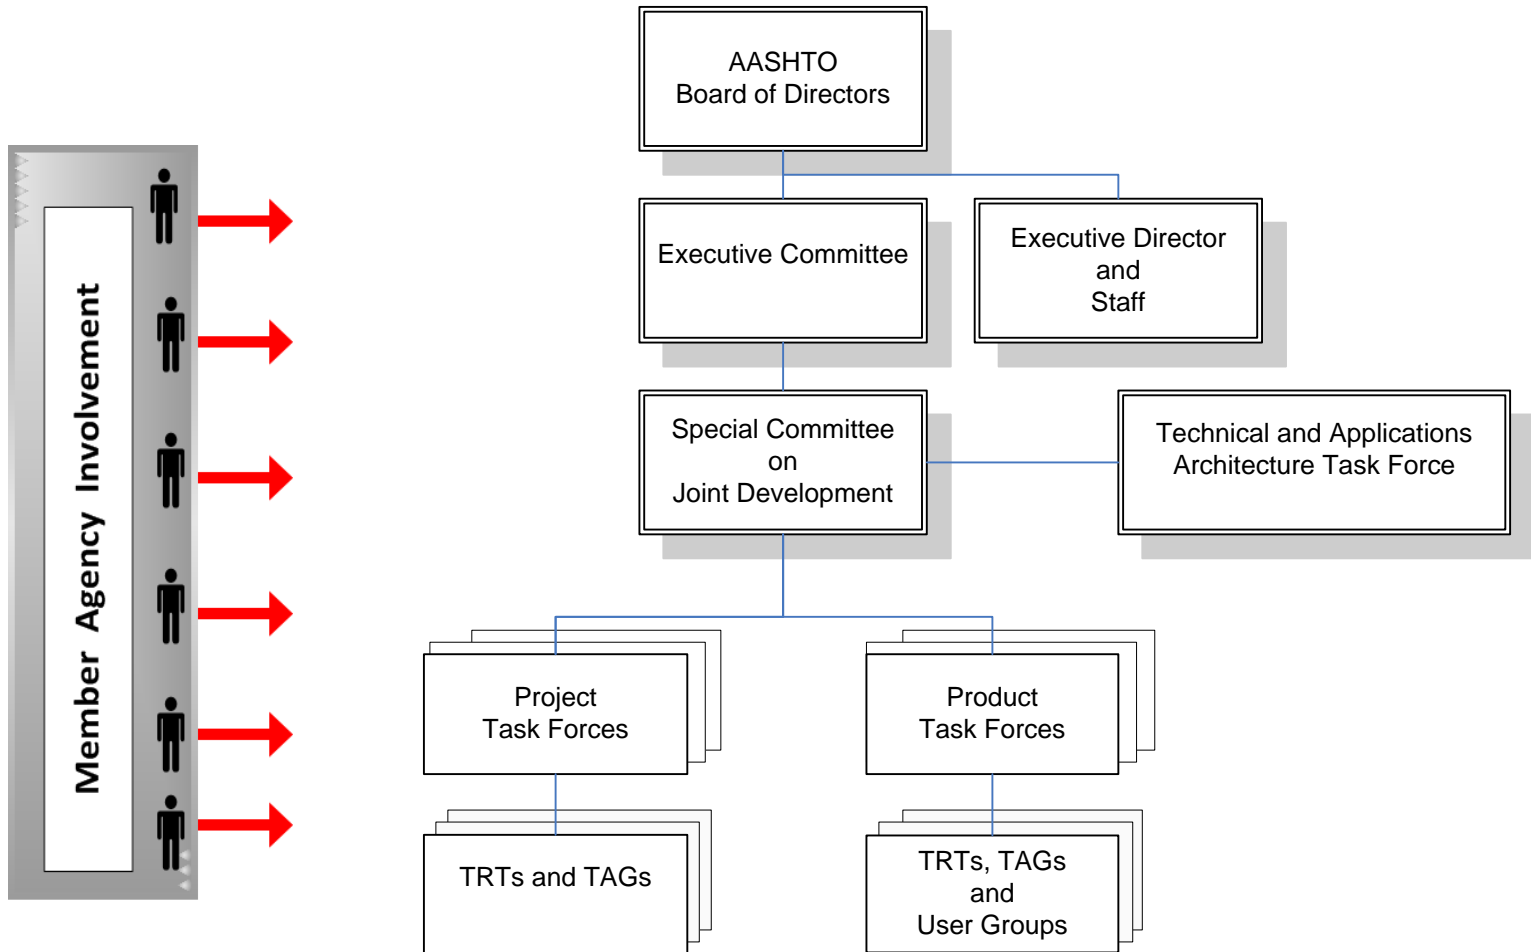 AASHTO
Board of Directors
Executive Committee
Executive Director
and
Staff
Member Agency Involvement
Special Committee
on
Joint Development
Technical and Applications
Architecture Task Force
Project
Task Forces
Product
Task Forces
TRTs and TAGs
TRTs, TAGs
and
User Groups